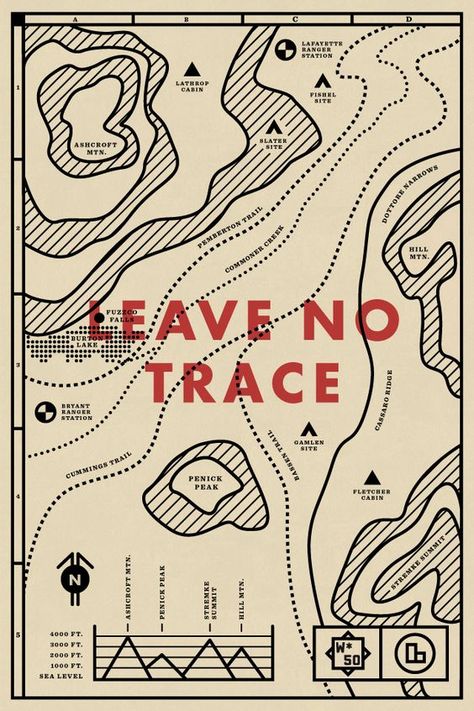 A
B
C
D
1
2
3
4
5
LAFAYETTE
RANGER
STATION
LATHROP
CABIN
FISHEL
SITE
SLATER
SITE
ASHCROFT
MTN.
DOTTORE NARROWS
PEMBERTON TRAIL
COMMONER CREEK
HILL
MTN.
LEAVE NO
TRACE
FUZECO
FALLS
BURTON
LAKE
BRYANT
RANGER
STATION
CASSARO RIDGE
CUMMINGS TRAIL
BARSEN TRAIL
GAMLEN
SITE
PENICK
PEAK
FLETCHER
CABIN
STREMKE SUMMIT
N
ASHCROFT MTN.
PENICK PEAK
STREMKE
SUMMIT
HILL MTN.
4000 FT.
3000 FT.
2000 FT.
1000 FT.
SEA LEVEL
W*
50
b